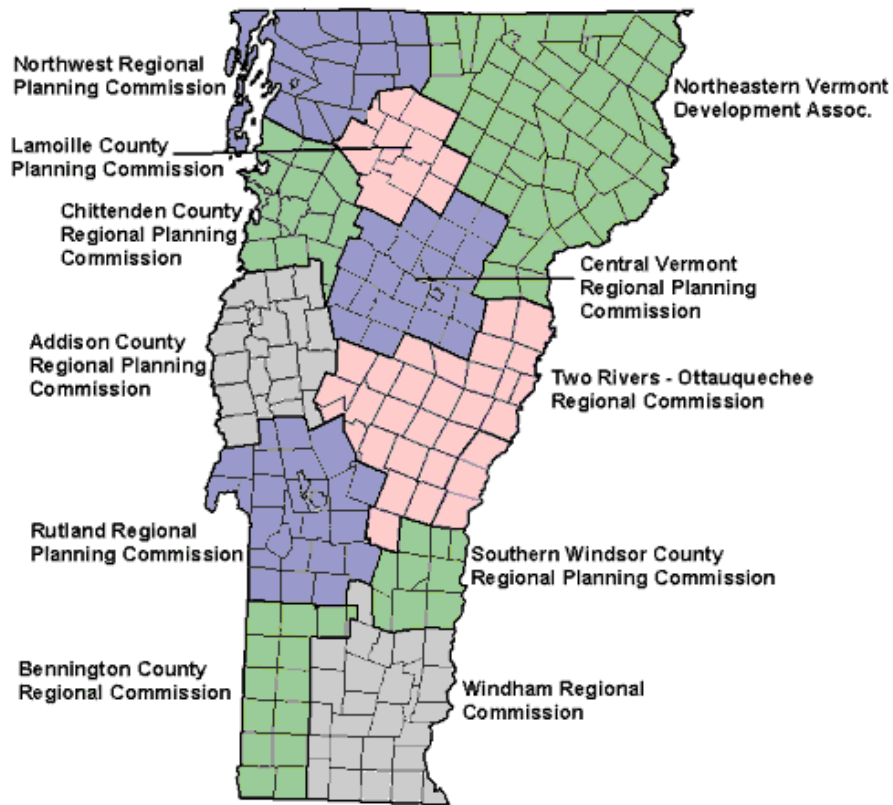 Northwest Regional
Planning Commission
Northeastern Vermont
Development Assoc.
Lamoille County
Planning Commission
Chittenden County
Regional Planning
Commission
Central Vermont
Regional Planning
Commission
Addison County
Regional Planning
Commission
Two Rivers - Ottauquechee
Regional Commission
Rutland Regional
Planning Commission
Southern Windsor County
Regional Planning Commission
Bennington County
Regional Commission
Windham Regional
Commission